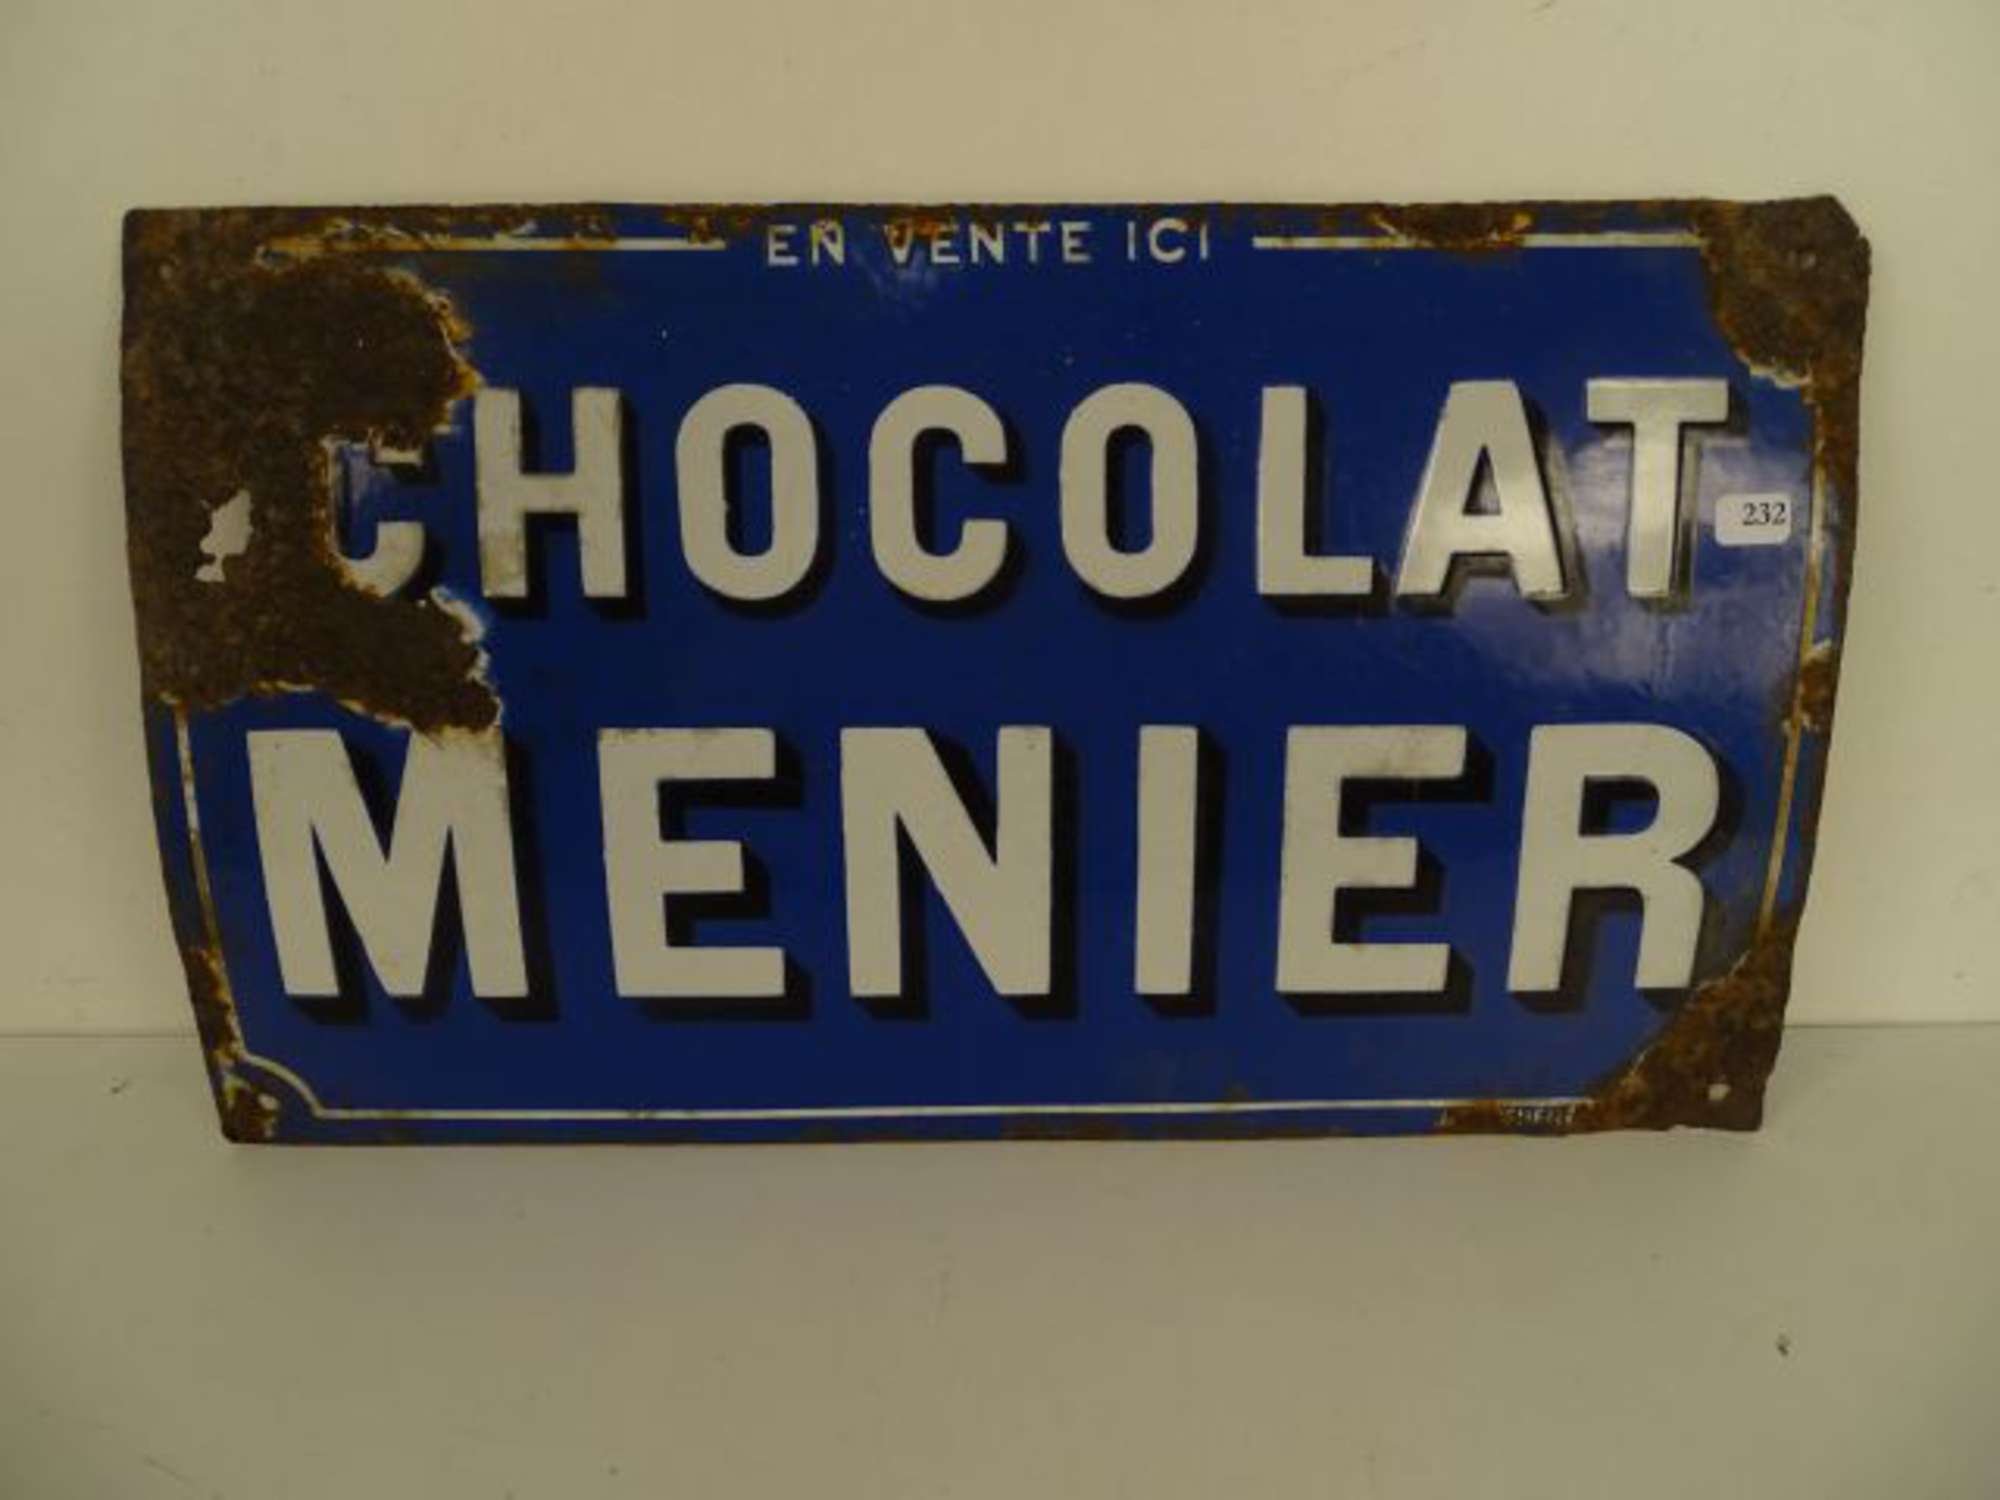 EN VENTE ICI
CHOCOLAT
232
MENIER